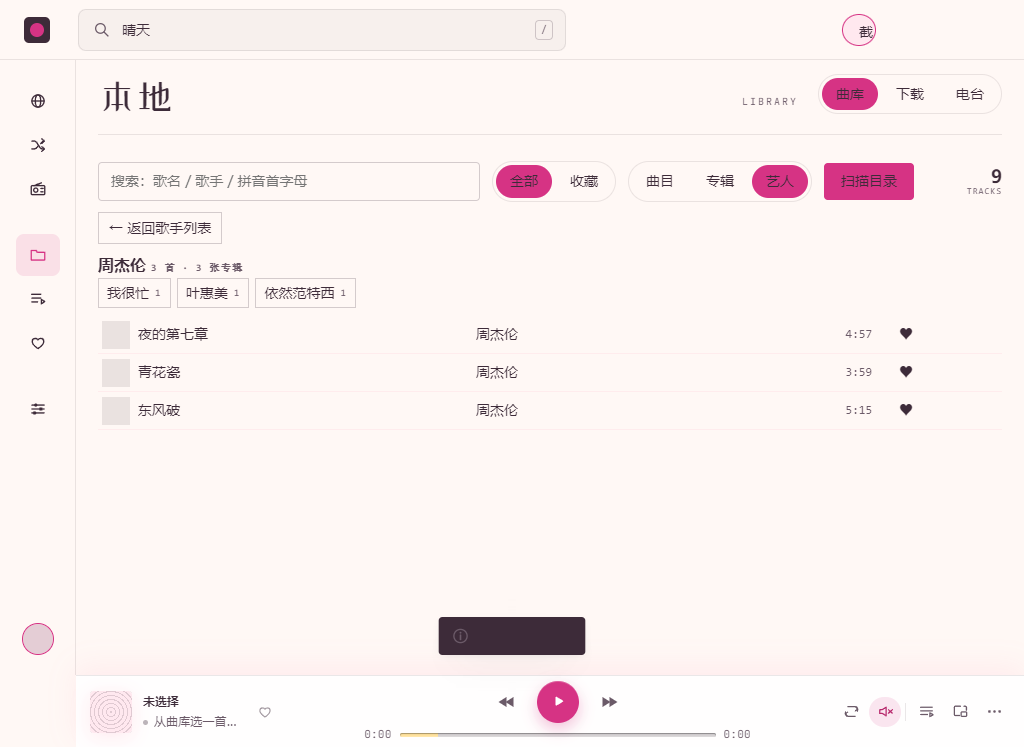 晴天 /
截
本地
LIBRARY 曲库 下载 电台
搜索: 歌名 / 歌手 / 拼音首字母 全部 收藏 曲目 专辑 艺人 扫描目录 9
TRACKS
← 返回歌手列表
周杰伦 3 首 · 3 张专辑
我很忙 1 叶惠美 1 依然范特西 1
夜的第七章 周杰伦 4:57
青花瓷 周杰伦 3:59
东风破 周杰伦 5:15
未选择
从曲库选一首…
0:00 0:00